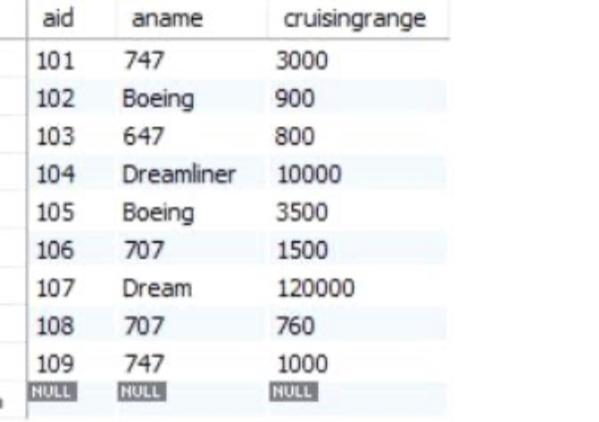 aid aname cruisingrange
101 747 3000
102 Boeing 900
103 647 800
104 Dreamliner 10000
105 Boeing 3500
106 707 1500
107 Dream 120000
108 707 760
109 747 1000
NULL NULL NULL